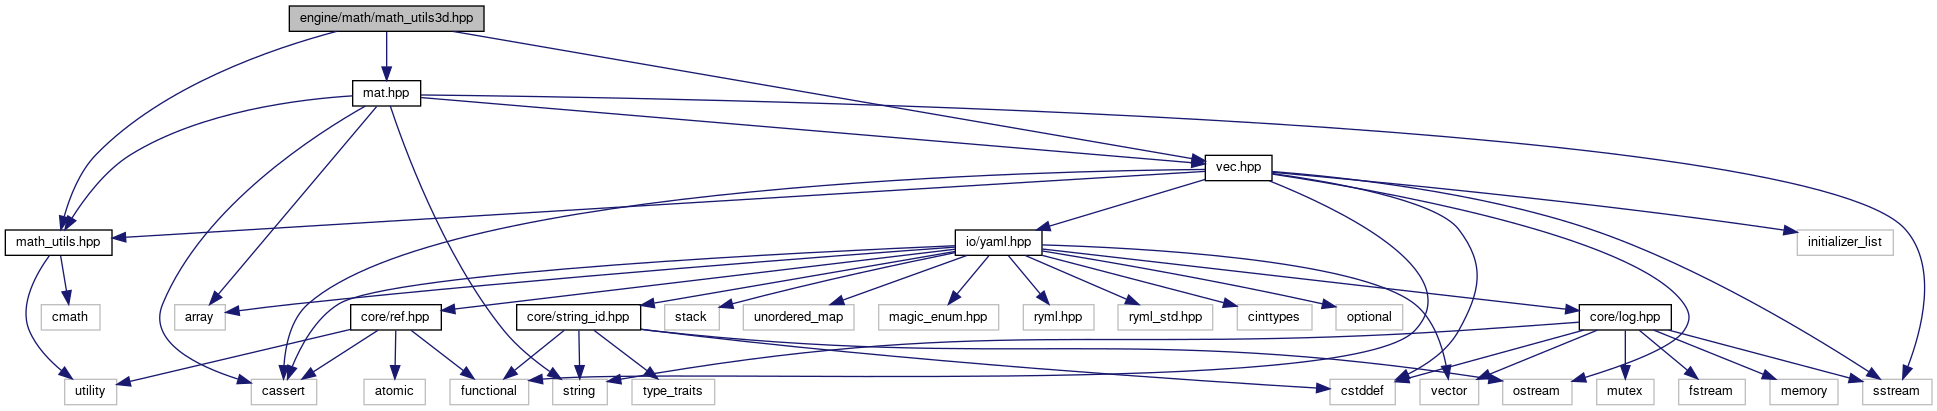 engine/math/math_utils3d.hpp
mat.hpp
vec.hpp
math_utils.hpp
io/yaml.hpp
initializer_list
cmath
array
core/ref.hpp
core/string_id.hpp
stack
unordered_map
magic_enum.hpp
ryml.hpp
ryml_std.hpp
cinttypes
optional
core/log.hpp
utility
cassert
atomic
functional
string
type_traits
cstddef
vector
ostream
mutex
fstream
memory
sstream